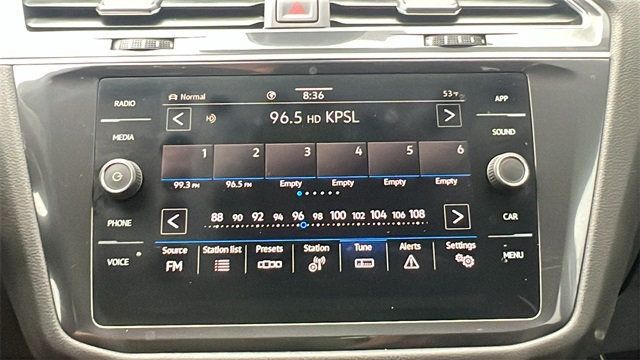 RADIO
MEDIA
PHONE
VOICE
Normal 8:36 53 °F
96.5 HD KPSL
1 2 3 4 5 6
99.3 FM 96.5 FM Empty Empty Empty Empty
88 90 92 94 96 98 100 102 104 106 108
Source Station list Presets Station Tune Alerts Settings
FM
APP
SOUND
CAR
MENU